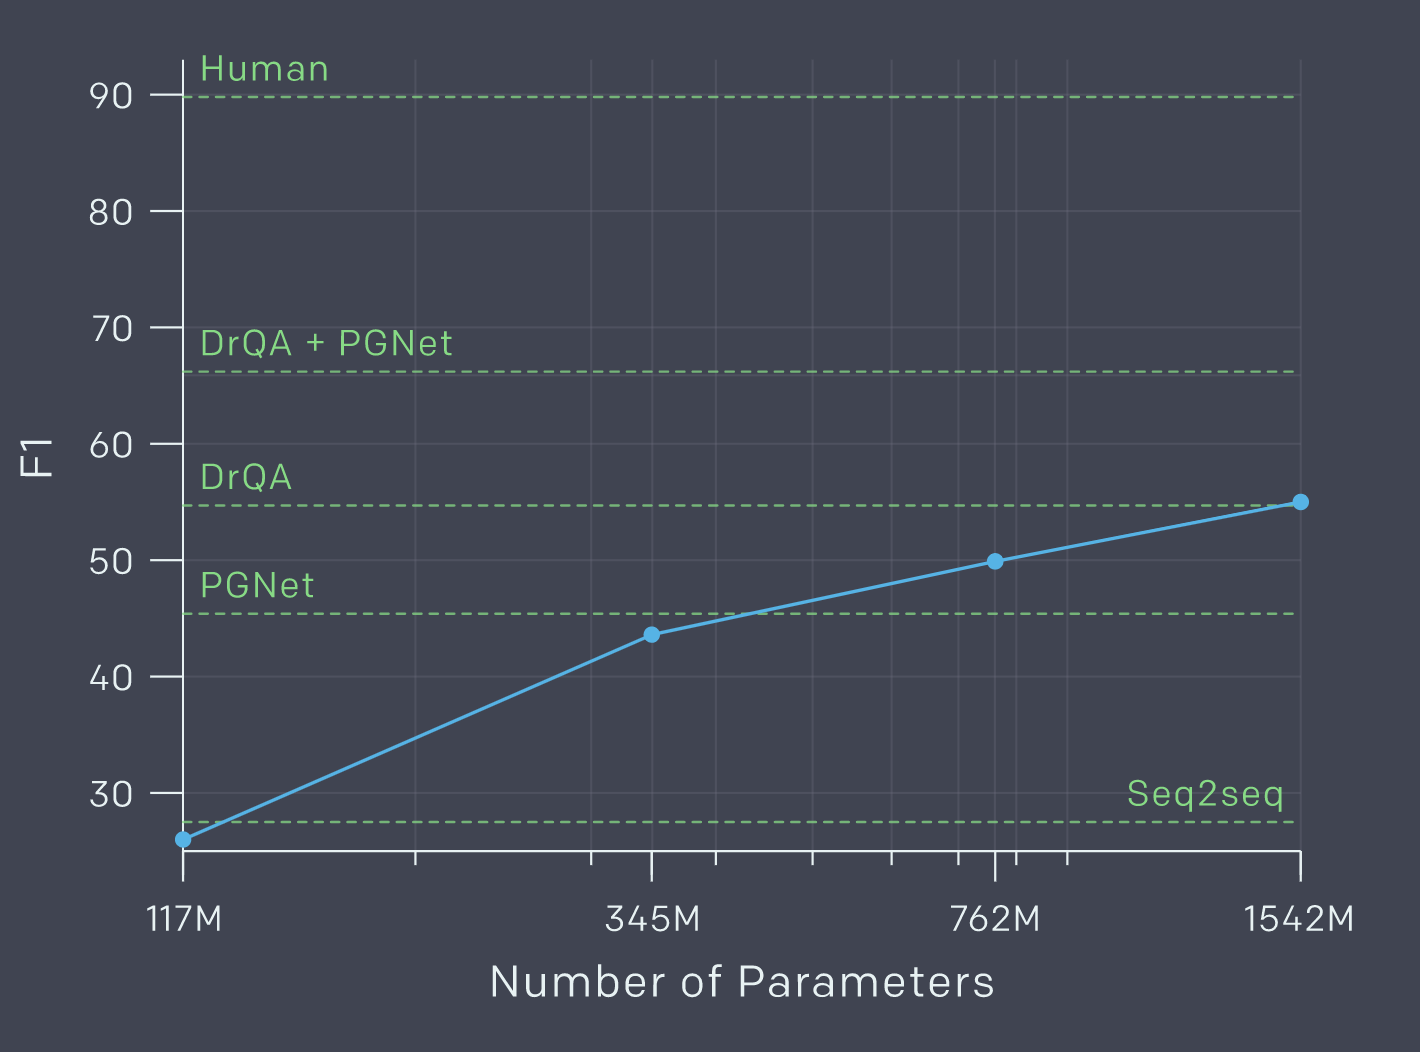 Human
90
80
70
DrQA + PGNet
60
F1
DrQA
50
PGNet
40
30
Seq2seq
117M 345M 762M 1542M
Number of Parameters